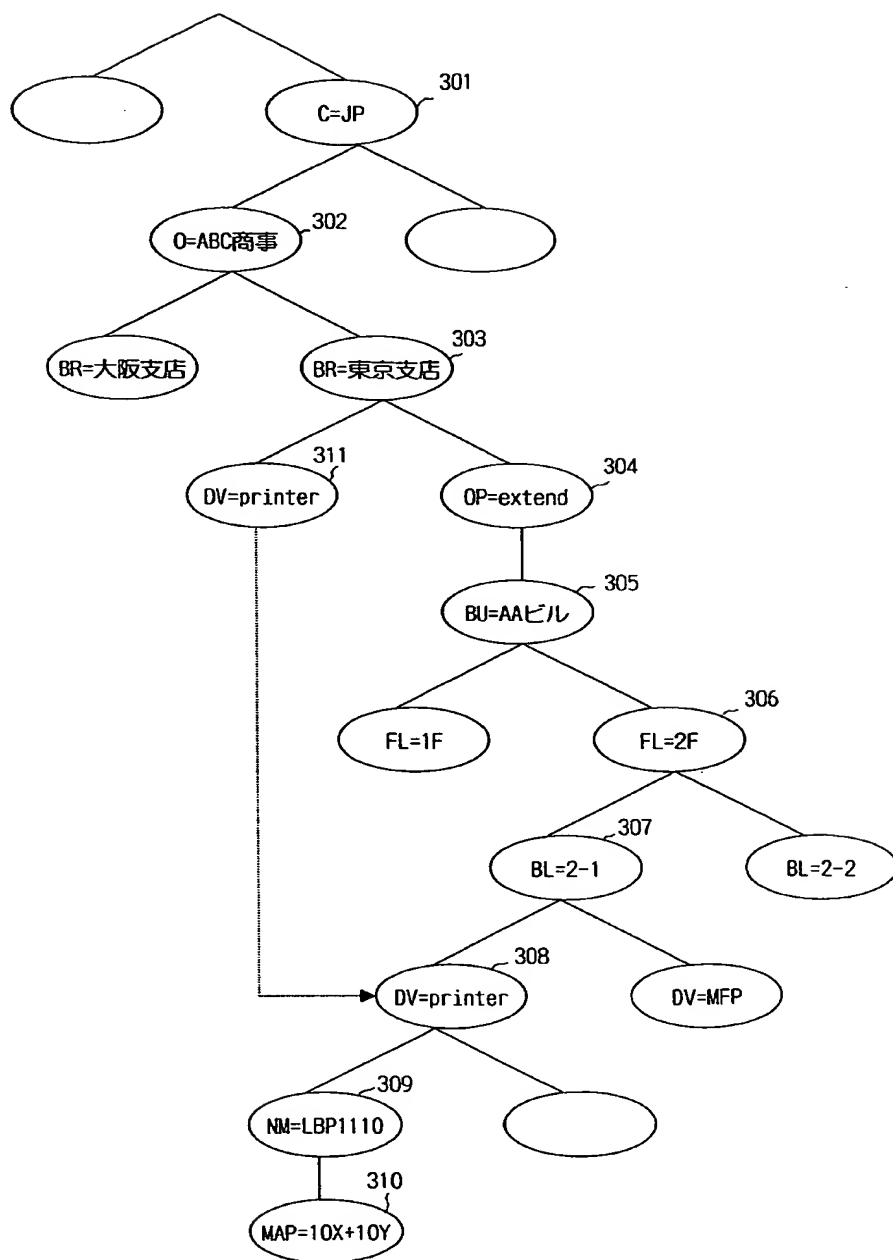 301
C=JP
302
O=ABC商事
303
BR=大阪支店
BR=東京支店
311
304
DV=printer
OP=extend
305
BU=AAビル
306
FL=1F
FL=2F
307
BL=2-1
BL=2-2
308
DV=printer
DV=MFP
309
NM=LBP1110
310
MAP=10X+10Y